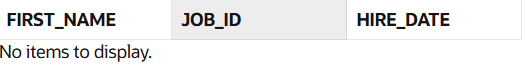 FIRST_NAME JOB_ID HIRE_DATE
No items to display.